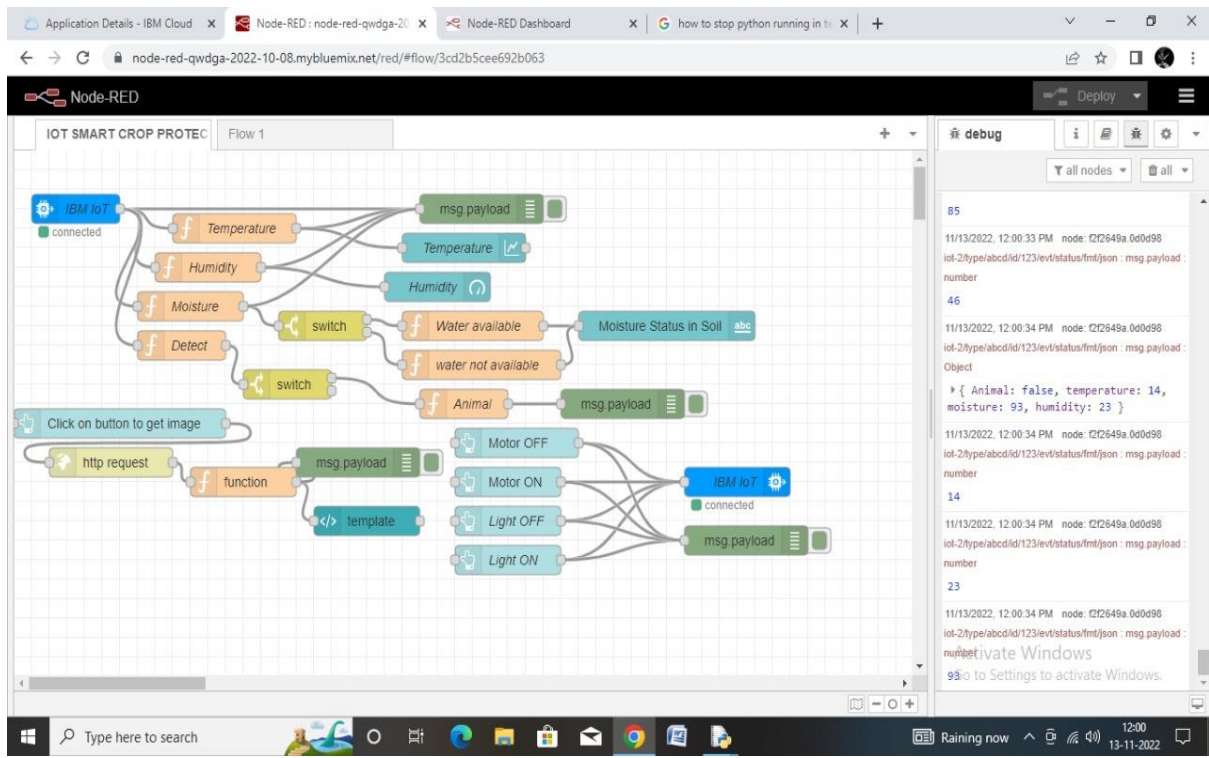 Application Details - IBM Cloud
Node-RED : node-red-qwdga-20
Node-RED Dashboard
how to stop python running in te
node-red-qwdga-2022-10-08.mybluemix.net/red/#flow/3cd2b5cee692b063
Node-RED
Deploy
IOT SMART CROP PROTEC
Flow 1
debug
i
all nodes
all
IBM IoT
connected
msg.payload
f Temperature
Temperature
f Humidity
Humidity
f Moisture
switch
f Water available
Moisture Status in Soil abc
f Detect
f water not available
switch
f Animal
msg.payload
Click on button to get image
http request
f function
msg.payload
</> template
Motor OFF
Motor ON
Light OFF
Light ON
IBM IoT
connected
msg.payload
85
11/13/2022, 12:00:33 PM node: f2f2649a.0d0d98
iot-2/type/abcd/id/123/evt/status/fmt/json : msg.payload :
number
46
11/13/2022, 12:00:34 PM node: f2f2649a.0d0d98
iot-2/type/abcd/id/123/evt/status/fmt/json : msg.payload :
Object
{ Animal: false, temperature: 14,
moisture: 93, humidity: 23 }
11/13/2022, 12:00:34 PM node: f2f2649a.0d0d98
iot-2/type/abcd/id/123/evt/status/fmt/json : msg.payload :
number
14
11/13/2022, 12:00:34 PM node: f2f2649a.0d0d98
iot-2/type/abcd/id/123/evt/status/fmt/json : msg.payload :
number
23
11/13/2022, 12:00:34 PM node: f2f2649a.0d0d98
iot-2/type/abcd/id/123/evt/status/fmt/json : msg.payload :
number
93
Activate Windows
Go to Settings to activate Windows.
Type here to search
Raining now
12:00
13-11-2022